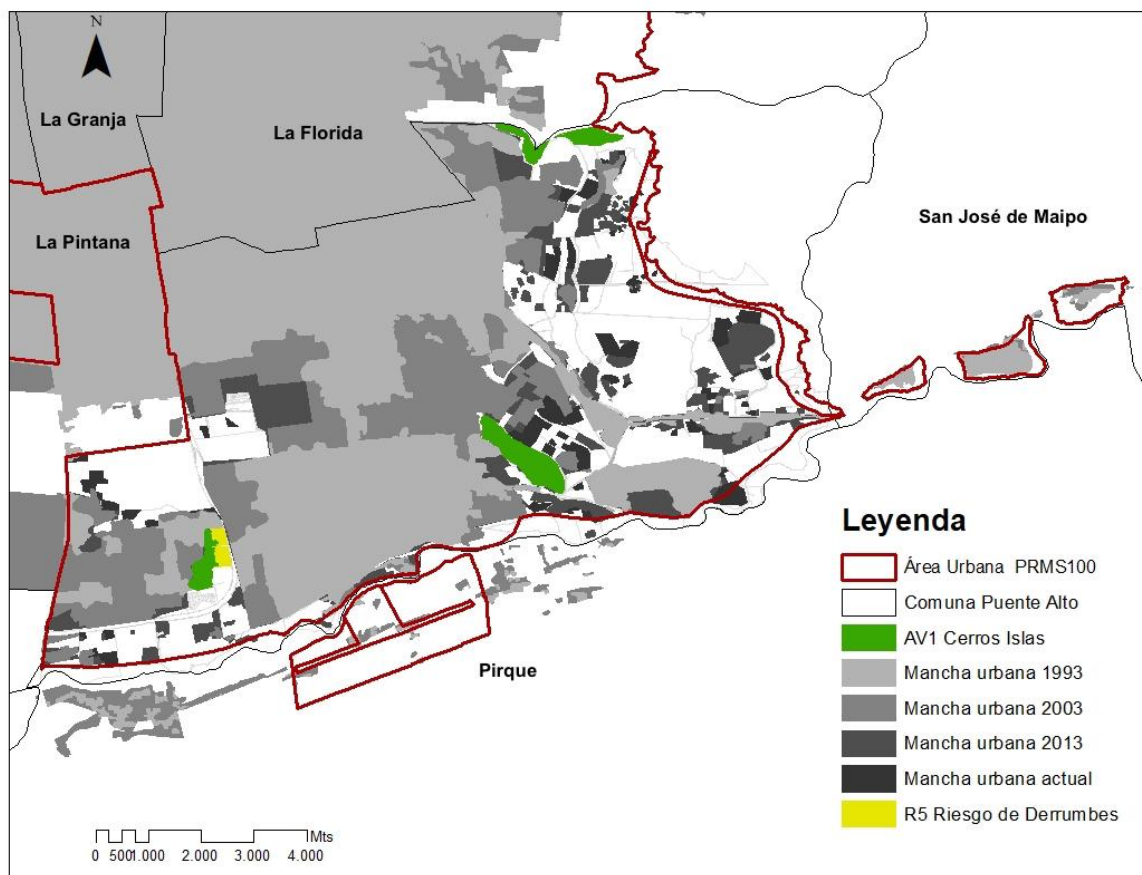 N
La Granja
La Florida
San José de Maipo
La Pintana
Pirque
Leyenda
Área Urbana PRMS100
Comuna Puente Alto
AV1 Cerros Islas
Mancha urbana 1993
Mancha urbana 2003
Mancha urbana 2013
Mancha urbana actual
R5 Riesgo de Derrumbes
Mts
0 500 1.000 2.000 3.000 4.000